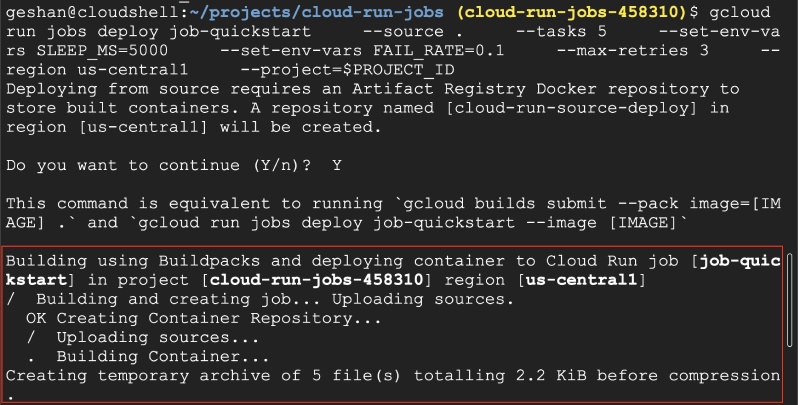 geshan@cloudshell:~/projects/cloud-run-jobs (cloud-run-jobs-458310)$ gcloud
run jobs deploy job-quickstart     --source .     --tasks 5     --set-env-va
rs SLEEP_MS=5000     --set-env-vars FAIL_RATE=0.1     --max-retries 3     --
region us-central1     --project=$PROJECT_ID
Deploying from source requires an Artifact Registry Docker repository to
store built containers. A repository named [cloud-run-source-deploy] in
region [us-central1] will be created.
Do you want to continue (Y/n)?  Y
This command is equivalent to running `gcloud builds submit --pack image=[IM
AGE] .` and `gcloud run jobs deploy job-quickstart --image [IMAGE]`
Building using Buildpacks and deploying container to Cloud Run job [job-quic
kstart] in project [cloud-run-jobs-458310] region [us-central1]
/  Building and creating job... Uploading sources.
  OK Creating Container Repository...
  /  Uploading sources...
  .  Building Container...
Creating temporary archive of 5 file(s) totalling 2.2 KiB before compression
.